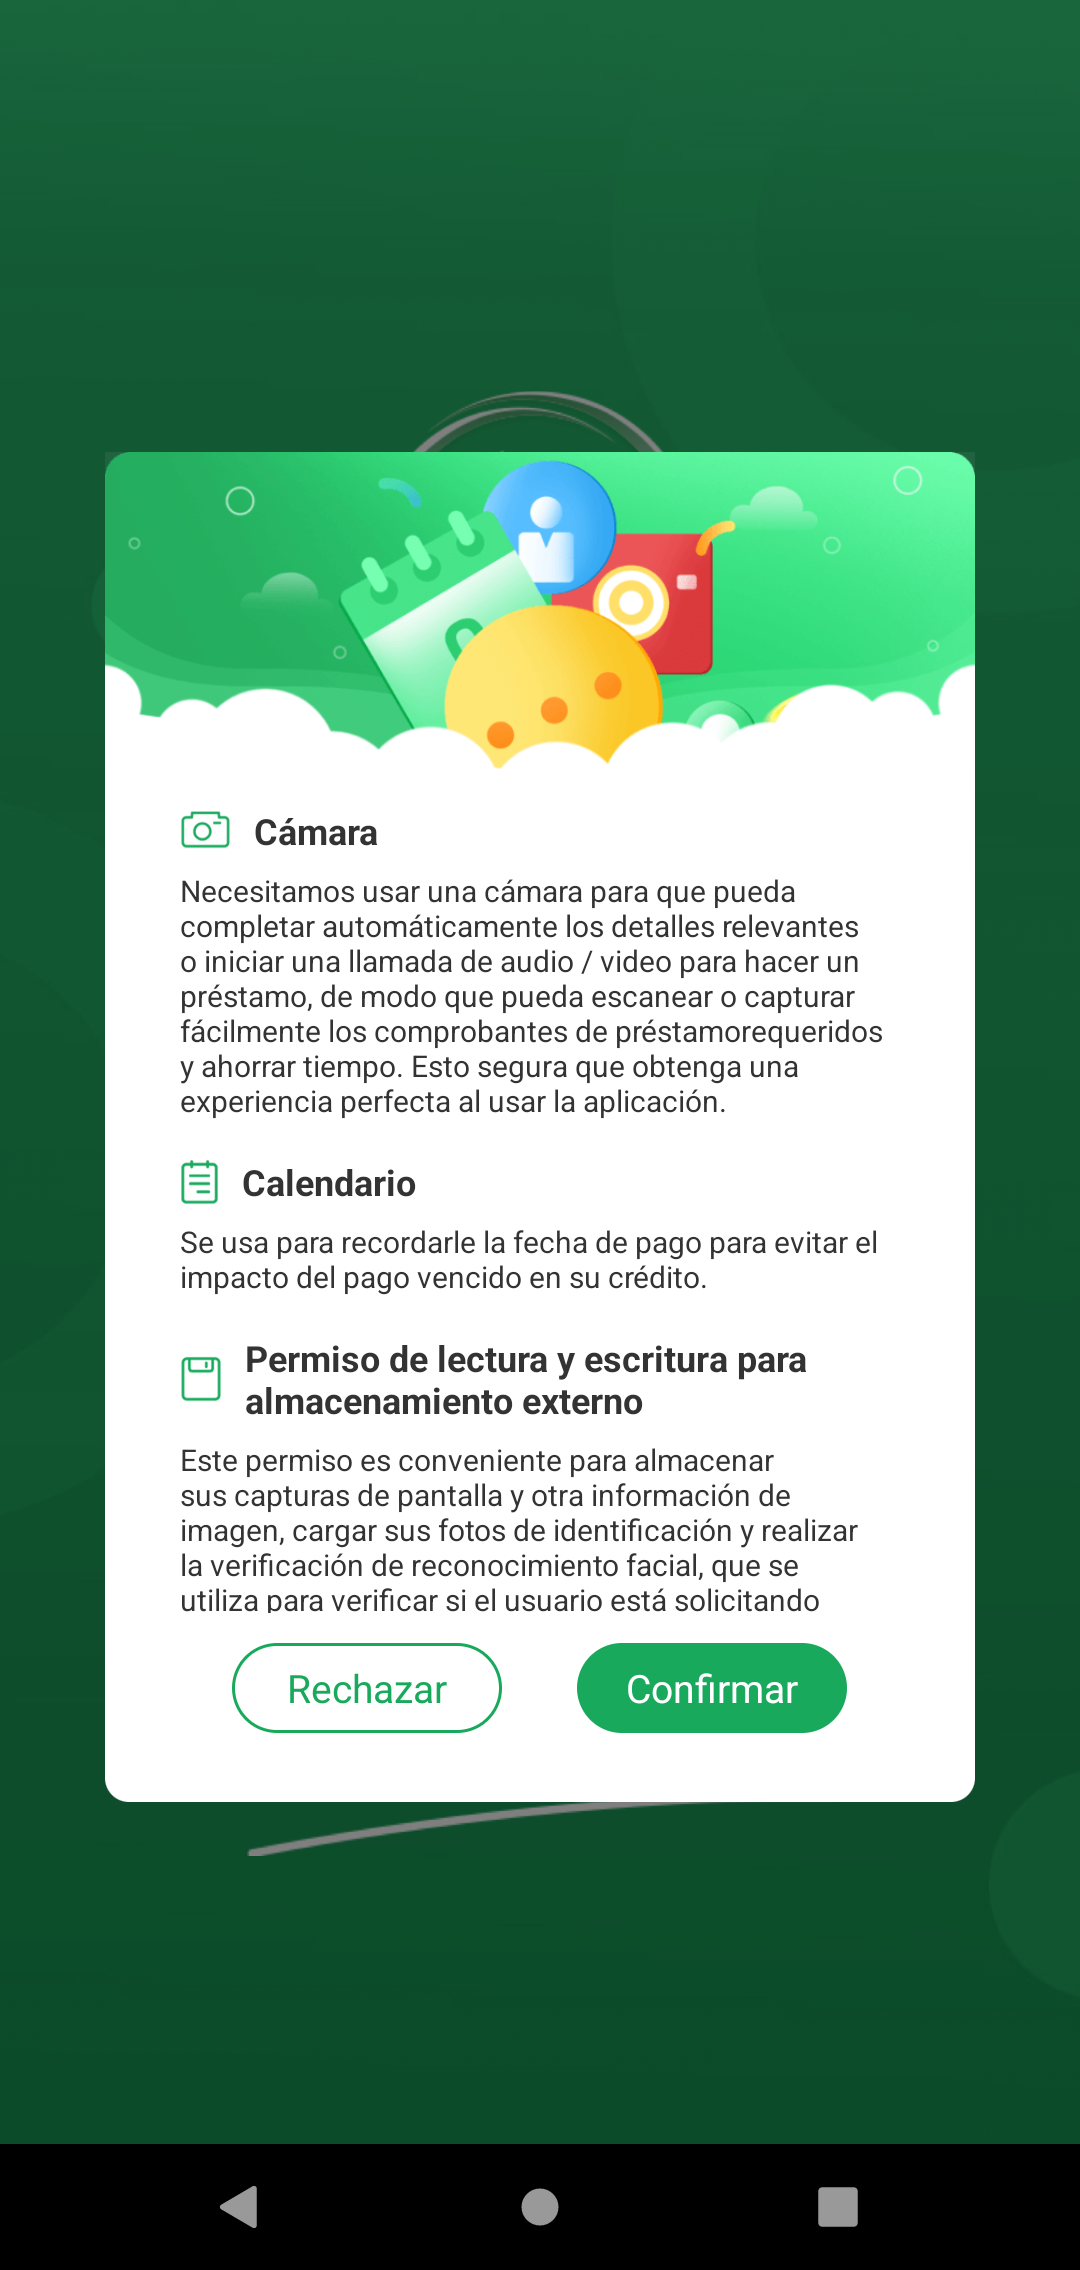 Cámara
Necesitamos usar una cámara para que pueda
completar automáticamente los detalles relevantes
o iniciar una llamada de audio / video para hacer un
préstamo, de modo que pueda escanear o capturar
fácilmente los comprobantes de préstamorequeridos
y ahorrar tiempo. Esto segura que obtenga una
experiencia perfecta al usar la aplicación.
Calendario
Se usa para recordarle la fecha de pago para evitar el
impacto del pago vencido en su crédito.
Permiso de lectura y escritura para
almacenamiento externo
Este permiso es conveniente para almacenar
sus capturas de pantalla y otra información de
imagen, cargar sus fotos de identificación y realizar
la verificación de reconocimiento facial, que se
utiliza para verificar si el usuario está solicitando
Rechazar
Confirmar